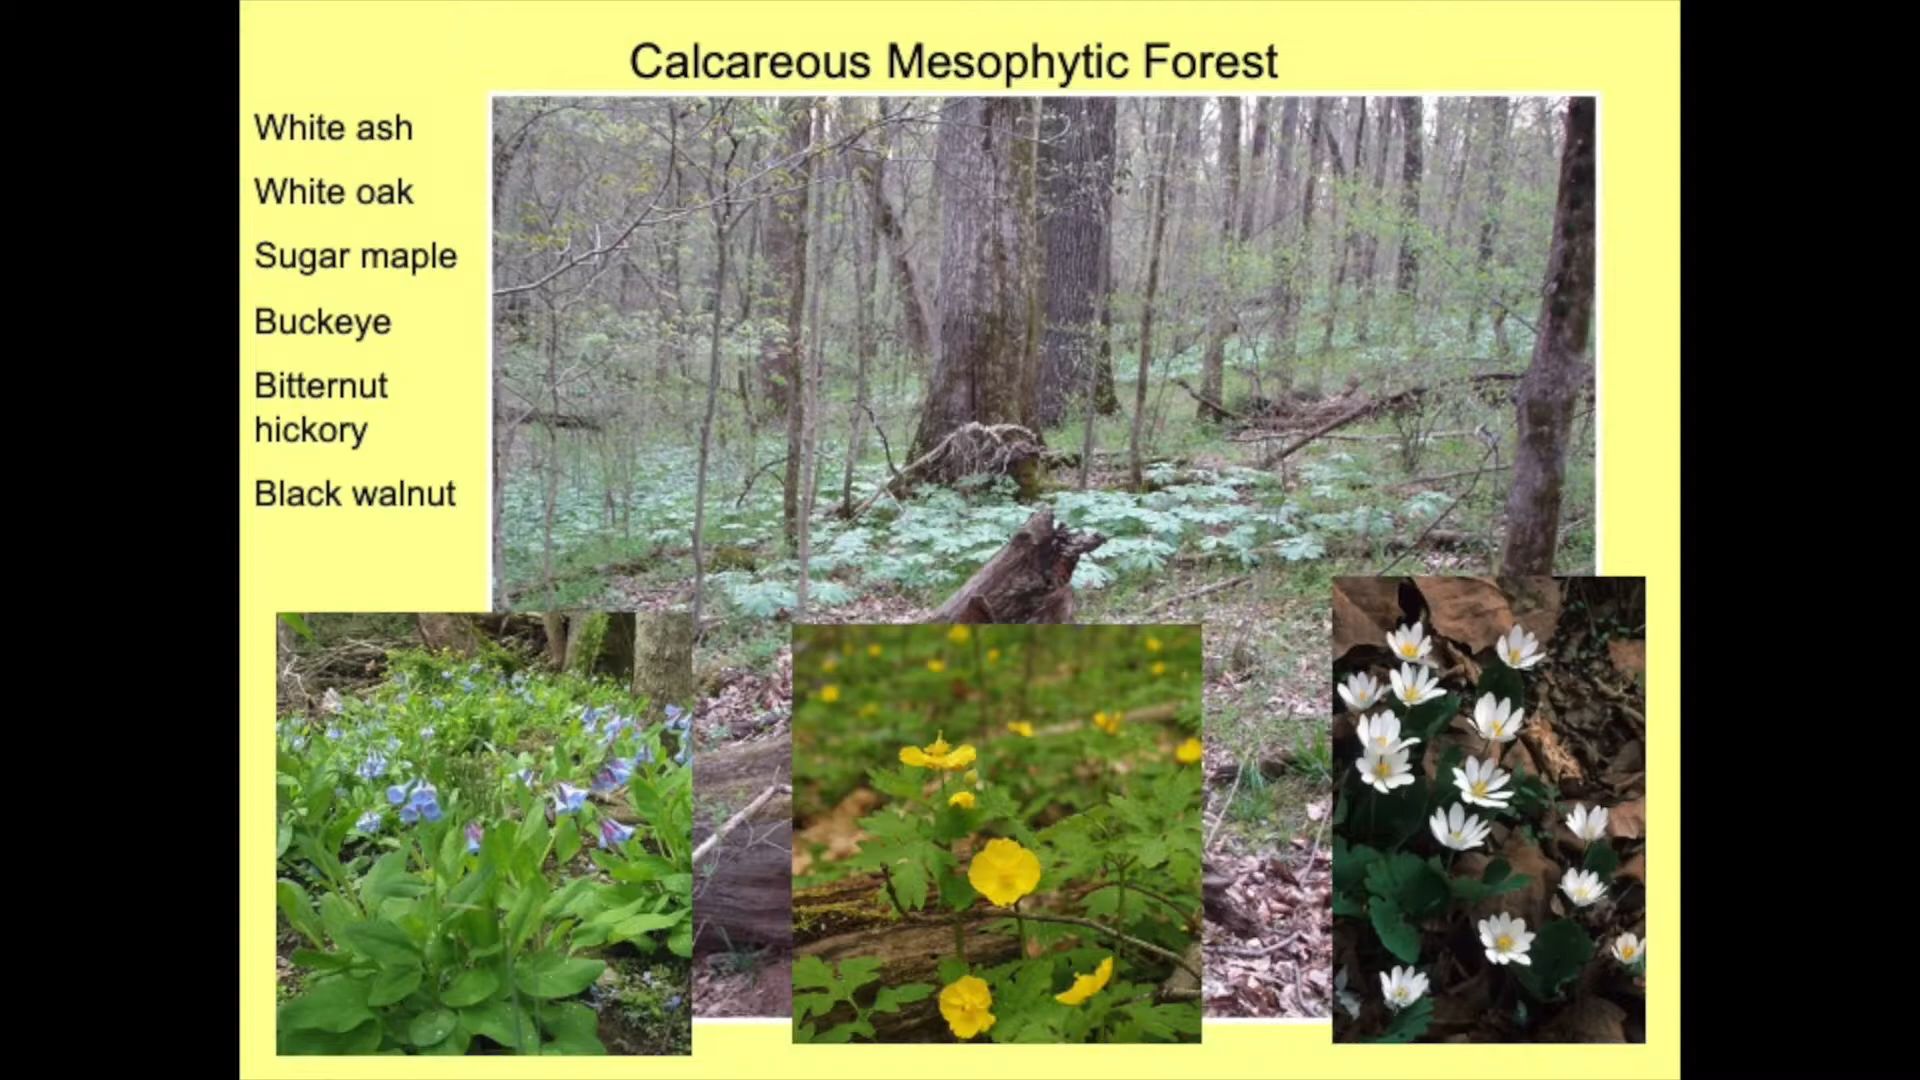 Calcareous Mesophytic Forest
White ash
White oak
Sugar maple
Buckeye
Bitternut
hickory
Black walnut